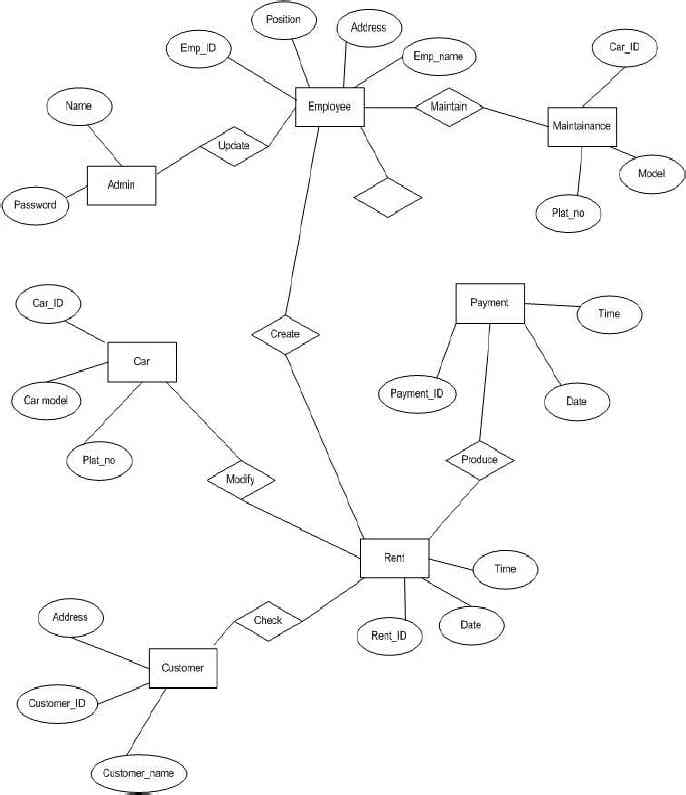 Position
Address
Emp_ID
Emp_name
Car_ID
Name
Employee
Maintain
Maintainance
Update
Admin
Model
Password
Plat_no
Car_ID
Payment
Time
Create
Car
Car model
Payment_ID
Date
Plat_no
Produce
Modify
Rent
Time
Address
Check
Rent_ID
Date
Customer
Customer_ID
Customer_name